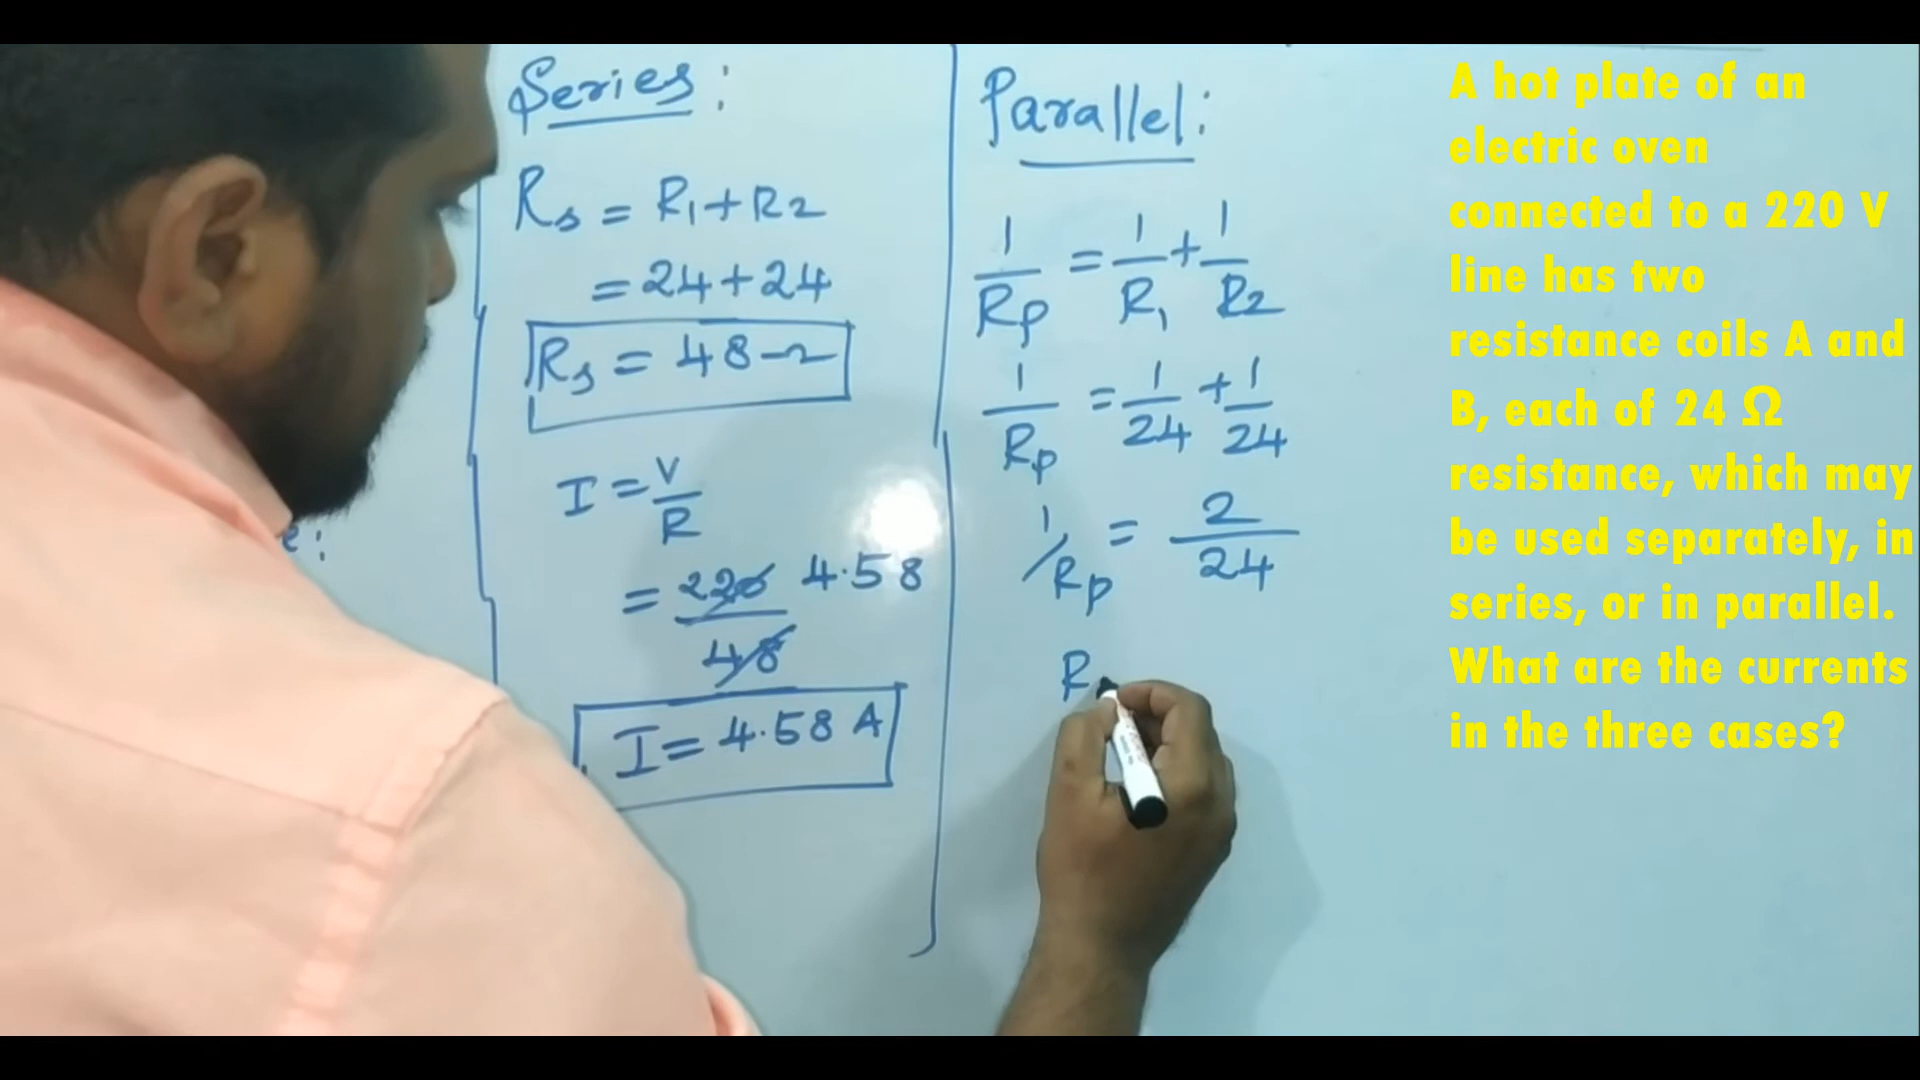 Series:
Rs = R1 + R2
= 24 + 24
Rs = 48 Ω
I = V/R
= 220/48 4.58
I = 4.58 A
Parallel:
1/Rp = 1/R1 + 1/R2
1/Rp = 1/24 + 1/24
1/Rp = 2/24
R
A hot plate of an
electric oven
connected to a 220 V
line has two
resistance coils A and
B, each of 24 Ω
resistance, which may
be used separately, in
series, or in parallel.
What are the currents
in the three cases?